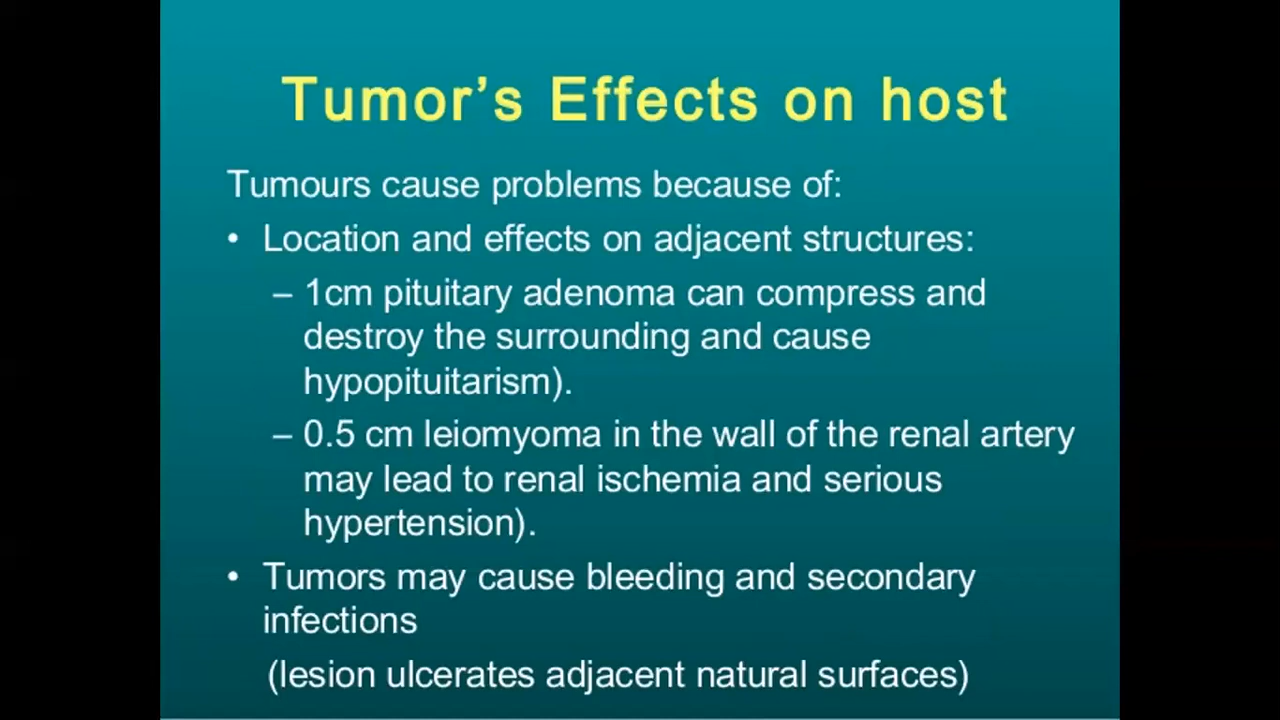 Tumor’s Effects on host
Tumours cause problems because of:
• Location and effects on adjacent structures:
– 1cm pituitary adenoma can compress and
destroy the surrounding and cause
hypopituitarism).
– 0.5 cm leiomyoma in the wall of the renal artery
may lead to renal ischemia and serious
hypertension).
• Tumors may cause bleeding and secondary
infections
(lesion ulcerates adjacent natural surfaces)